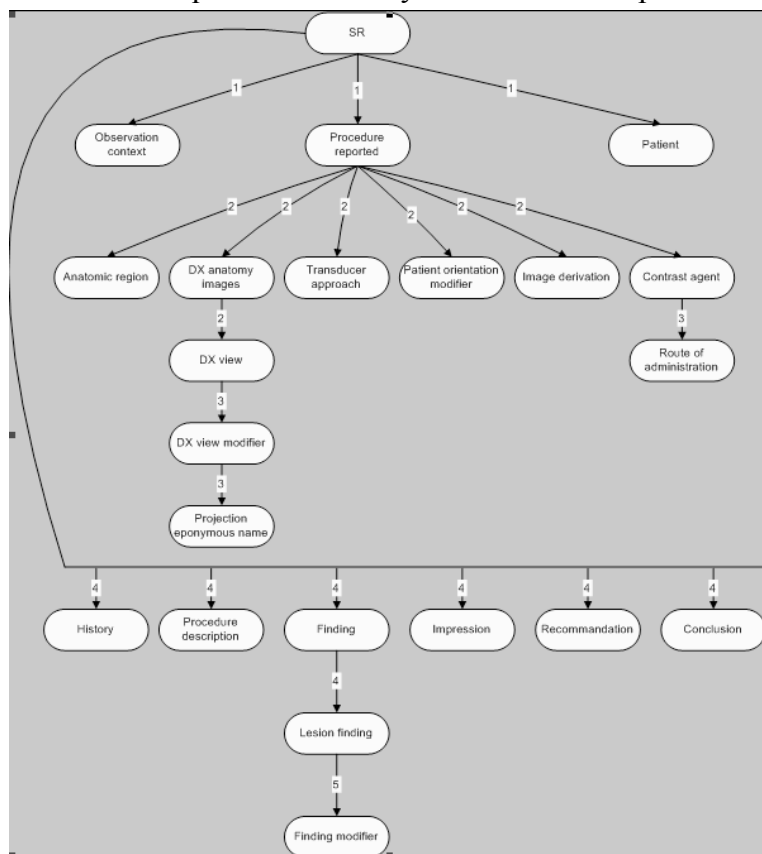 SR
1 1 1
Observation context
Procedure reported
Patient
2 2 2 2 2 2
Anatomic region
DX anatomy images
Transducer approach
Patient orientation modifier
Image derivation
Contrast agent
2 3
DX view
Route of administration
3
DX view modifier
3
Projection eponymous name
4 4 4 4 4 4
History
Procedure description
Finding
Impression
Recommandation
Conclusion
4
Lesion finding
5
Finding modifier